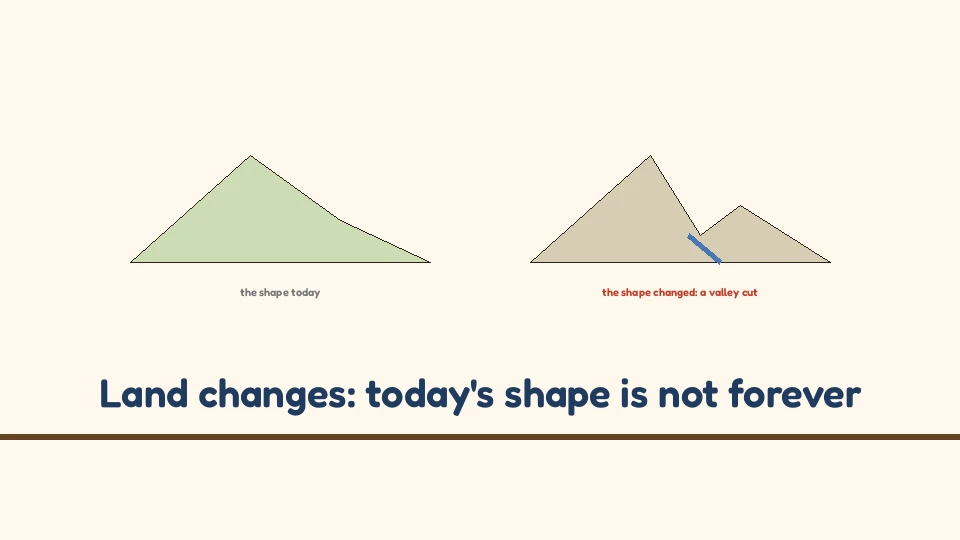 the shape today
the shape changed: a valley cut
Land changes: today's shape is not forever